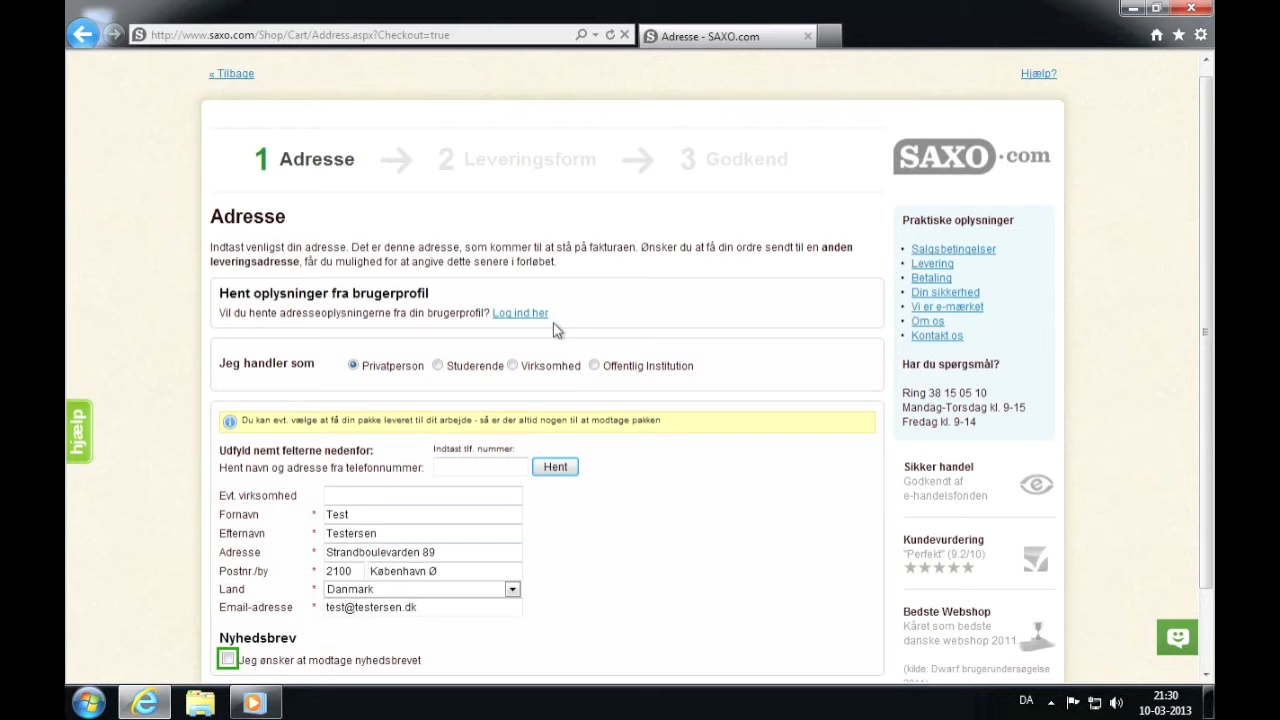 http://www.saxo.com/Shop/Cart/Address.aspx?Checkout=true
Adresse - SAXO.com
« Tilbage
Hjælp?
1 Adresse
2 Leveringsform
3 Godkend
SAXO.com
Adresse
Indtast venligst din adresse. Det er denne adresse, som kommer til at stå på fakturaen. Ønsker du at få din ordre sendt til en anden
leveringsadresse, får du mulighed for at angive dette senere i forløbet.
Hent oplysninger fra brugerprofil
Vil du hente adresseoplysningerne fra din brugerprofil? Log ind her
Jeg handler som
Privatperson
Studerende
Virksomhed
Offentlig Institution
hjælp
Du kan evt. vælge at få din pakke leveret til dit arbejde - så er der altid nogen til at modtage pakken
Udfyld nemt felterne nedenfor:
Indtast tlf. nummer:
Hent navn og adresse fra telefonnummer:
Hent
Evt. virksomhed
Fornavn * Test
Efternavn * Testersen
Adresse * Strandboulevarden 89
Postnr./by * 2100 København Ø
Land * Danmark
Email-adresse * test@testersen.dk
Nyhedsbrev
Jeg ønsker at modtage nyhedsbrevet
Praktiske oplysninger
• Salgsbetingelser
• Levering
• Betaling
• Din sikkerhed
• Vi er e-mærket
• Om os
• Kontakt os
Har du spørgsmål?
Ring 38 15 05 10
Mandag-Torsdag kl. 9-15
Fredag kl. 9-14
Sikker handel
Godkendt af
e-handelsfonden
Kundevurdering
"Perfekt" (9.2/10)
Bedste Webshop
Kåret som bedste
danske webshop 2011
(kilde: Dwarf brugerundersøgelse
DA
21:30
10-03-2013